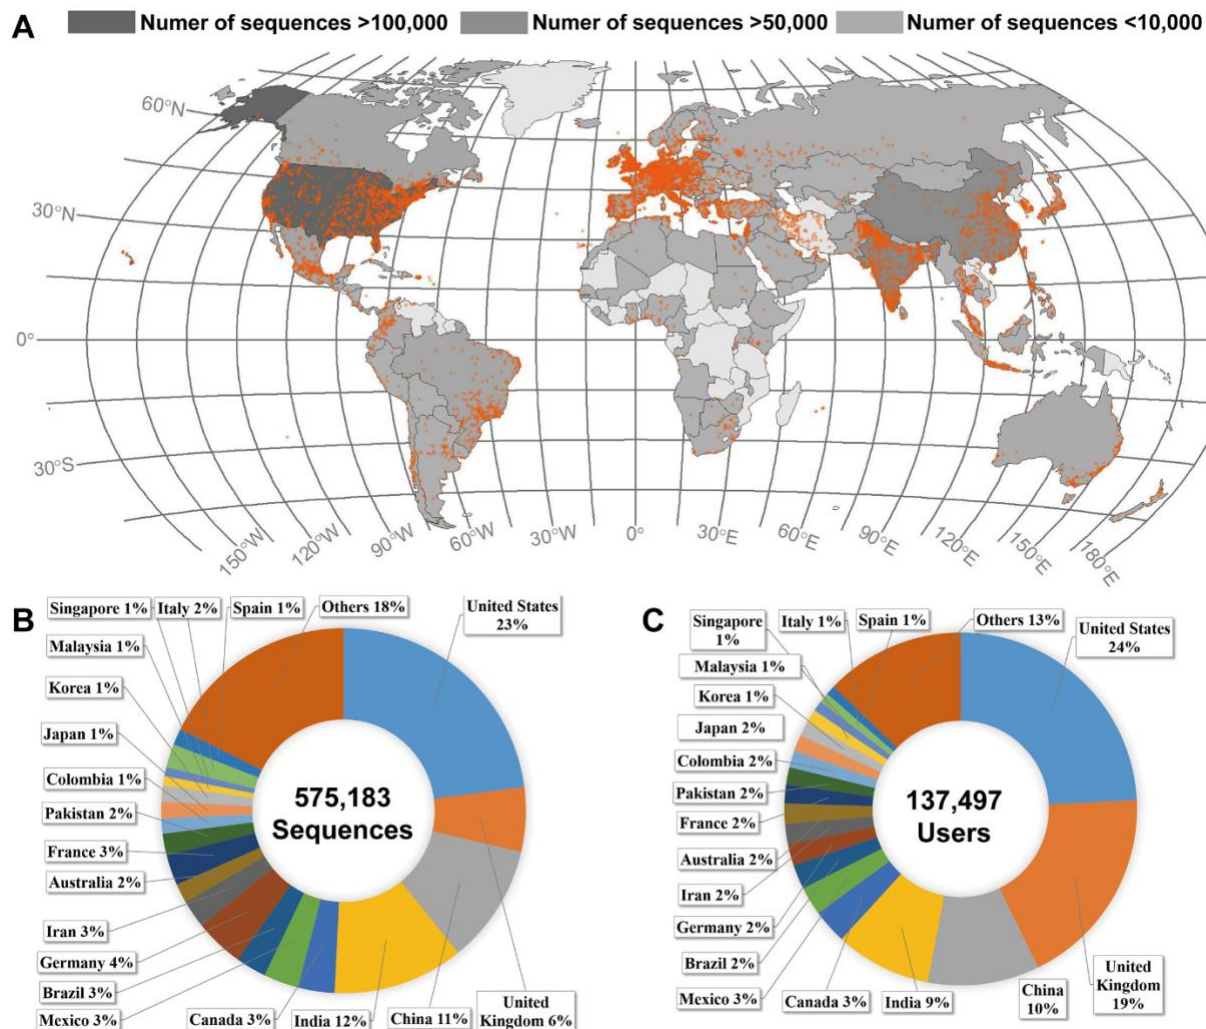 A
Numer of sequences >100,000
Numer of sequences >50,000
Numer of sequences <10,000
60°N
30°N
0°
30°S
150°W
120°W
90°W
60°W
30°W
0°
30°E
60°E
90°E
120°E
150°E
180°E
B
Singapore 1%
Italy 2%
Spain 1%
Others 18%
United States
23%
Malaysia 1%
Korea 1%
Japan 1%
Colombia 1%
Pakistan 2%
France 3%
Australia 2%
Iran 3%
Germany 4%
Brazil 3%
Mexico 3%
Canada 3%
India 12%
China 11%
United
Kingdom 6%
575,183
Sequences
C
Singapore
1%
Italy 1%
Spain 1%
Others 13%
United States
24%
Malaysia 1%
Korea 1%
Japan 2%
Colombia 2%
Pakistan 2%
France 2%
Australia 2%
Iran 2%
Germany 2%
Brazil 2%
Mexico 3%
Canada 3%
India 9%
China
10%
United
Kingdom
19%
137,497
Users